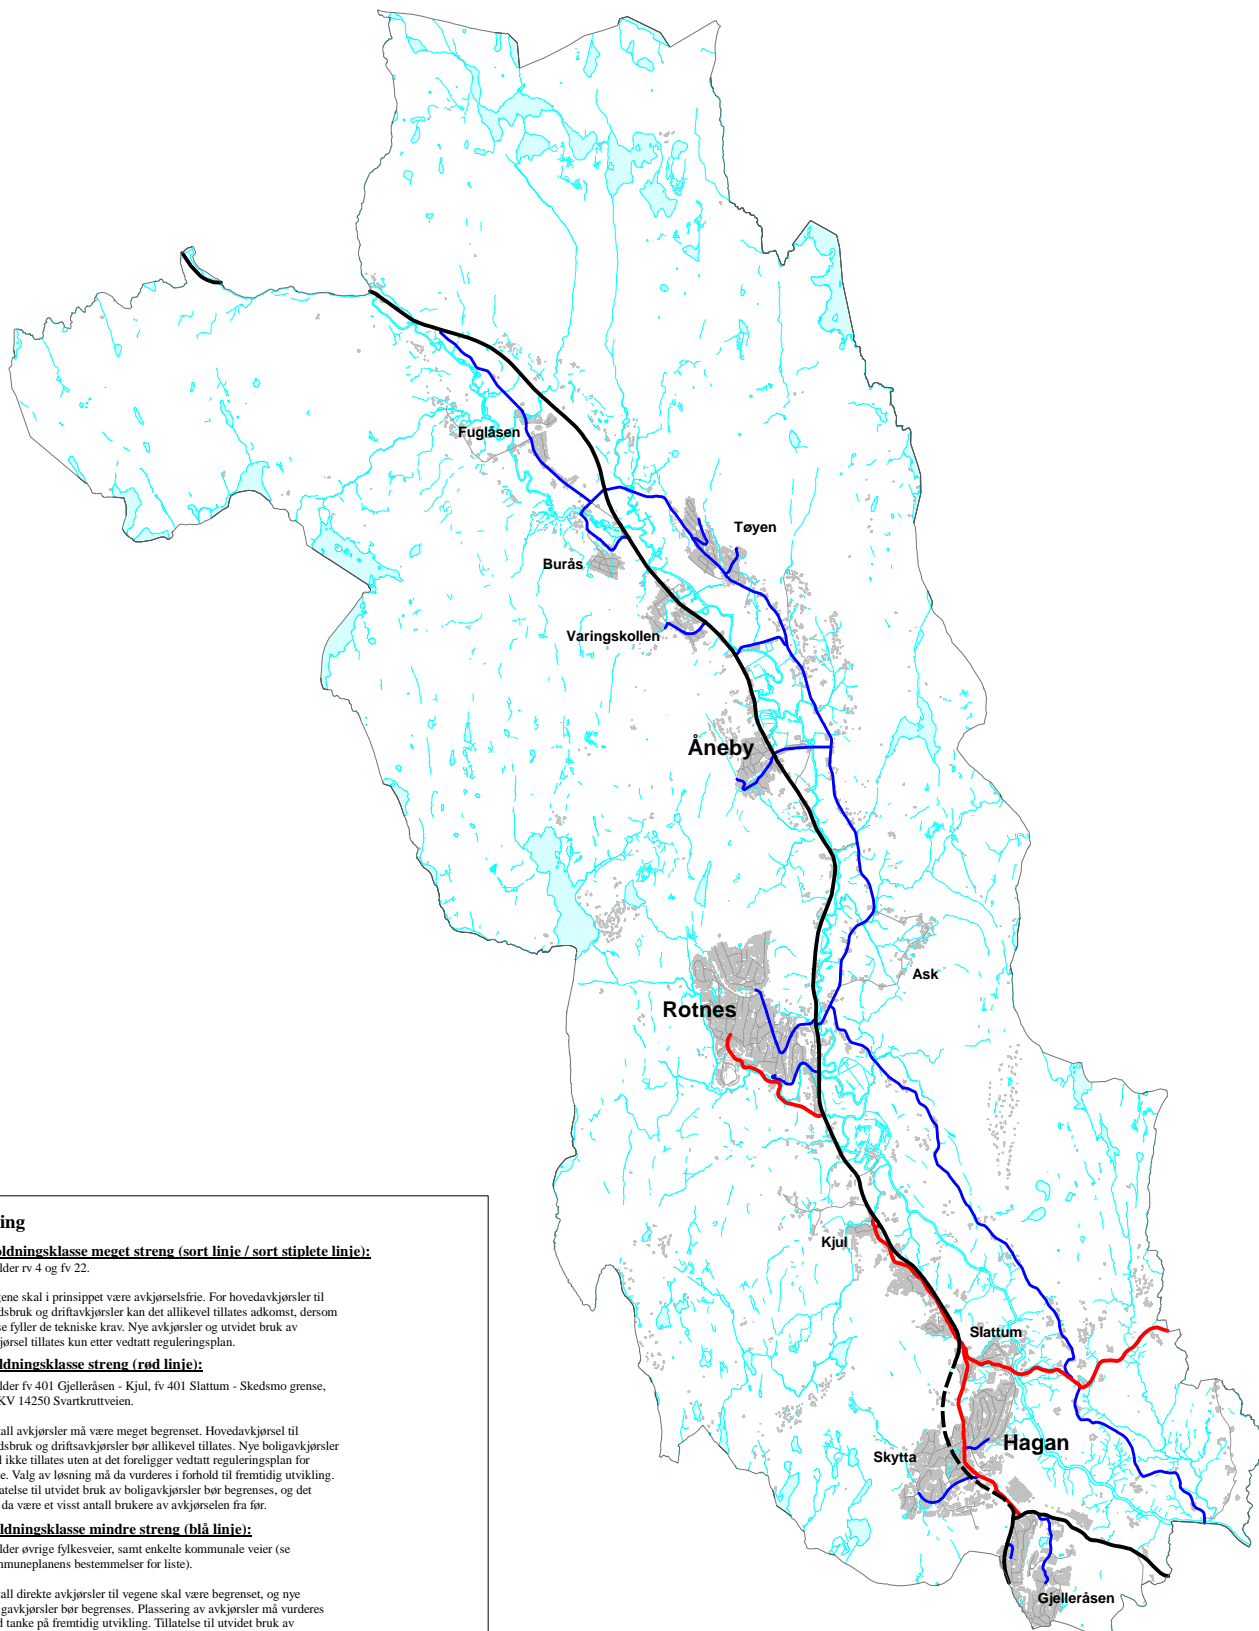 Fuglåsen
Tøyen
Burås
Varingskollen
Åneby
Ask
Rotnes
Kjul
Slattum
Hagan
Skytta
Gjelleråsen
ing
oldningsklasse meget streng (sort linje / sort stiplete linje):
lder rv 4 og fv 22.
gene skal i prinsippet være avkjørselsfrie. For hovedavkjørsler til
dsbruk og driftavkjørsler kan det allikevel tillates adkomst, dersom
se fyller de tekniske krav. Nye avkjørsler og utvidet bruk av
jørsel tillates kun etter vedtatt reguleringsplan.
ldningsklasse streng (rød linje):
lder fv 401 Gjelleråsen - Kjul, fv 401 Slattum - Skedsmo grense,
KV 14250 Svartkruttveien.
tall avkjørsler må være meget begrenset. Hovedavkjørsel til
dsbruk og driftsavkjørsler bør allikevel tillates. Nye boligavkjørsler
l ikke tillates uten at det foreligger vedtatt reguleringsplan for
e. Valg av løsning må da vurderes i forhold til fremtidig utvikling.
atelse til utvidet bruk av boligavkjørsler bør begrenses, og det
da være et visst antall brukere av avkjørselen fra før.
ldningsklasse mindre streng (blå linje):
lder øvrige fylkesveier, samt enkelte kommunale veier (se
mmuneplanens bestemmelser for liste).
tall direkte avkjørsler til vegene skal være begrenset, og nye
igavkjørsler bør begrenses. Plassering av avkjørsler må vurderes
d tanke på fremtidig utvikling. Tillatelse til utvidet bruk av